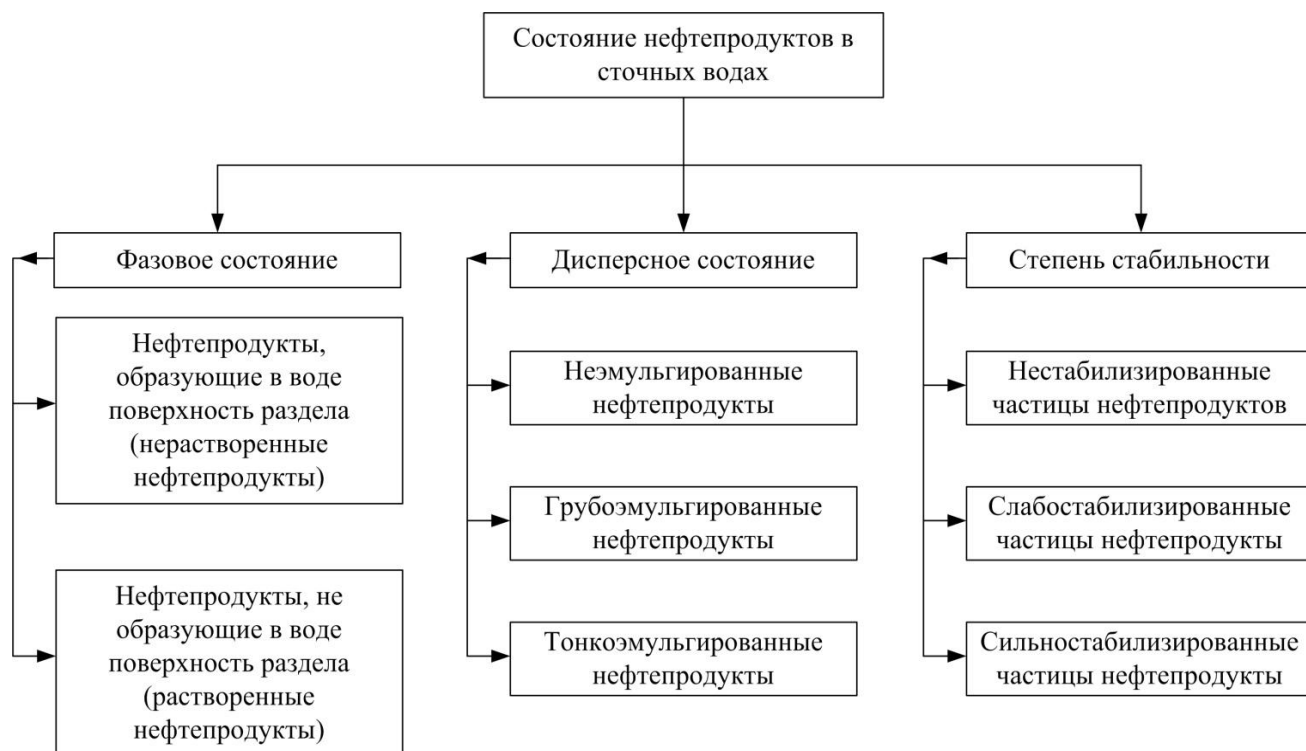 Состояние нефтепродуктов в
сточных водах
Фазовое состояние
Нефтепродукты,
образующие в воде
поверхность раздела
(нерастворенные
нефтепродукты)
Нефтепродукты, не
образующие в воде
поверхность раздела
(растворенные
нефтепродукты)
Дисперсное состояние
Неэмульгированные
нефтепродукты
Грубоэмульгированные
нефтепродукты
Тонкоэмульгированные
нефтепродукты
Степень стабильности
Нестабилизированные
частицы нефтепродуктов
Слабостабилизированные
частицы нефтепродукты
Сильностабилизированные
частицы нефтепродукты